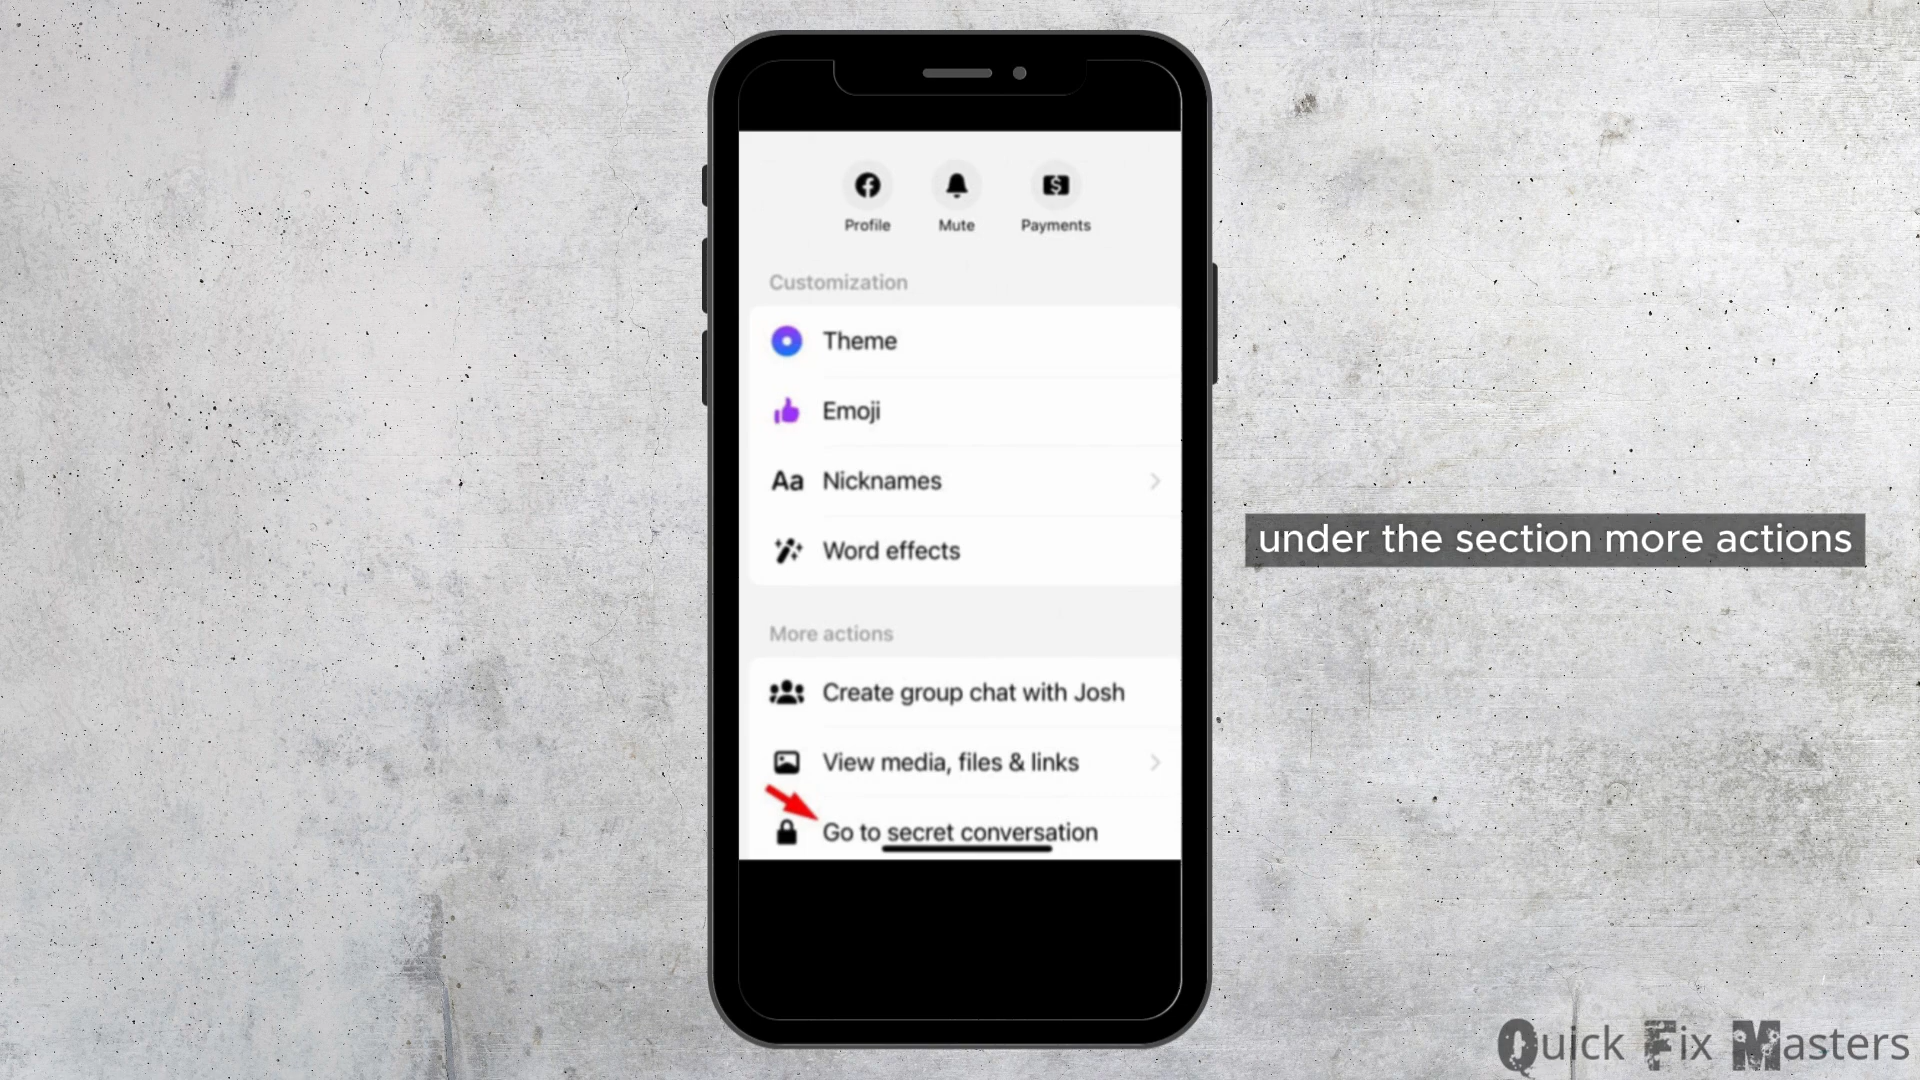 Profile
Mute
Payments
Customization
Theme
Emoji
Aa Nicknames
Word effects
under the section more actions
More actions
Create group chat with Josh
View media, files & links
Go to secret conversation
Quick Fix Masters